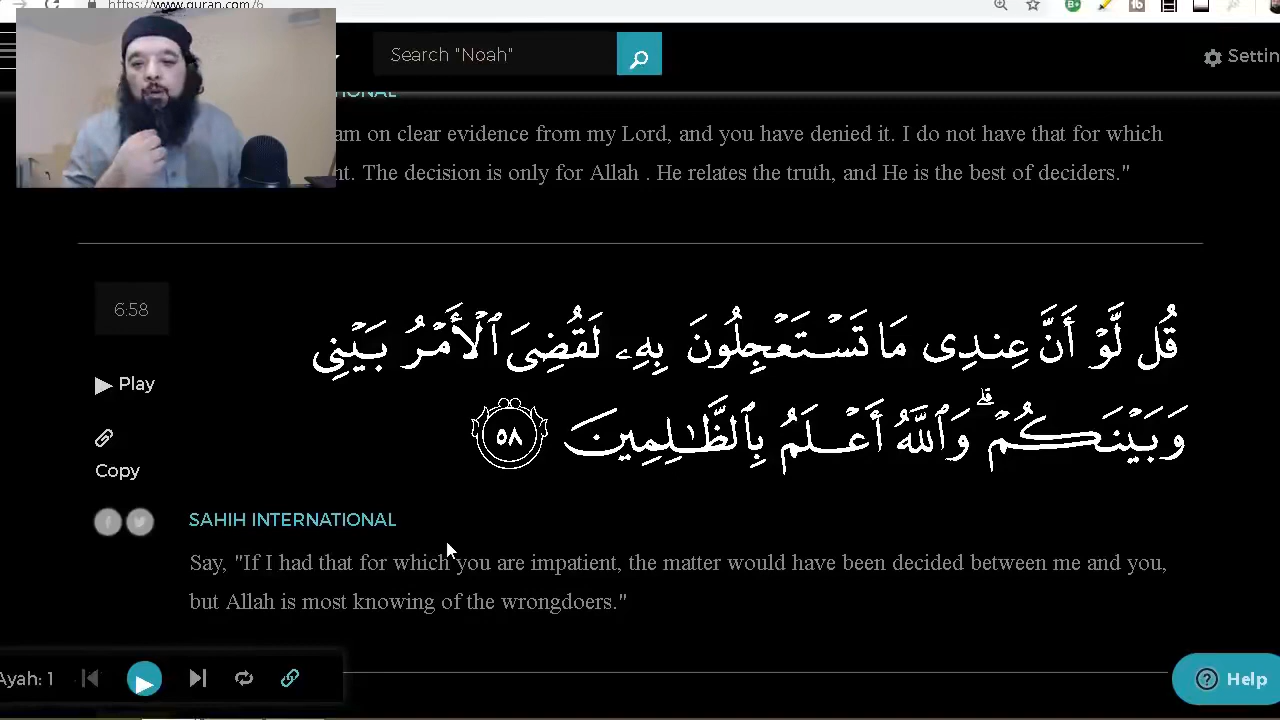 https://www.quran.com/6
Search "Noah"
Settin
IONAL
am on clear evidence from my Lord, and you have denied it. I do not have that for which
nt. The decision is only for Allah . He relates the truth, and He is the best of deciders."
6:58
قُل لَّوْ أَنَّ عِندِى مَا تَسْتَعْجِلُونَ بِهِۦ لَقُضِىَ ٱلْأَمْرُ بَيْنِى
وَبَيْنَكُمْ ۗ وَٱللَّهُ أَعْلَمُ بِٱلظَّـٰلِمِينَ ٥٨
Play
Copy
SAHIH INTERNATIONAL
Say, "If I had that for which you are impatient, the matter would have been decided between me and you,
but Allah is most knowing of the wrongdoers."
Ayah: 1
Help